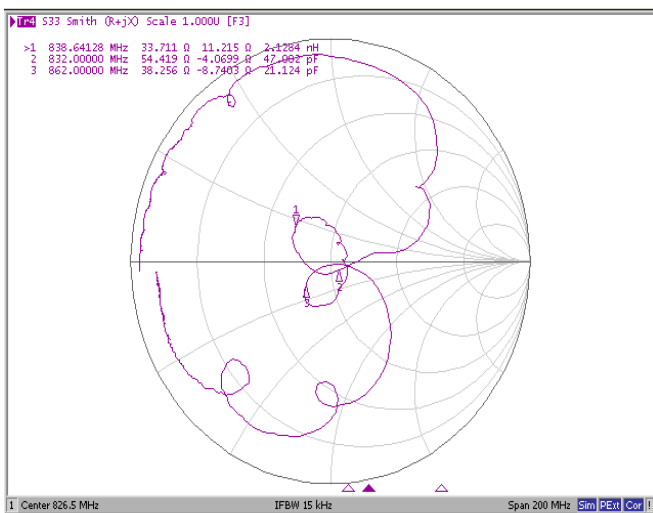 Tr4 S33 Smith (R+jX) Scale 1.000U [F3]
>1 838.64128 MHz 33.711 Ω 11.215 Ω 2.1284 nH
2 832.00000 MHz 54.419 Ω -4.0699 Ω 47.002 pF
3 862.00000 MHz 38.256 Ω -8.7403 Ω 21.124 pF
1
2
3
1 Center 826.5 MHz IFBW 15 kHz Span 200 MHz Sim PExt Cor !